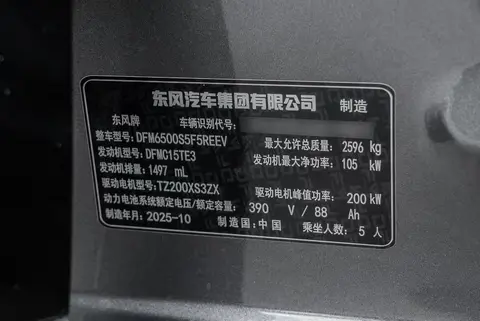 东风汽车集团有限公司 制造
东风牌 车辆识别代号:
整车型号:DFM6500S5F5REEV 最大允许总质量: 2596 kg
发动机型号:DFMC15TE3 发动机最大净功率: 105 kW
发动机排量: 1497 mL
驱动电机型号:TZ200XS3ZX 驱动电机峰值功率: 200 kW
动力电池系统额定电压/额定容量: 390 V / 88 Ah
制造年月: 2025-10 制造国:中国 乘坐人数: 5 人